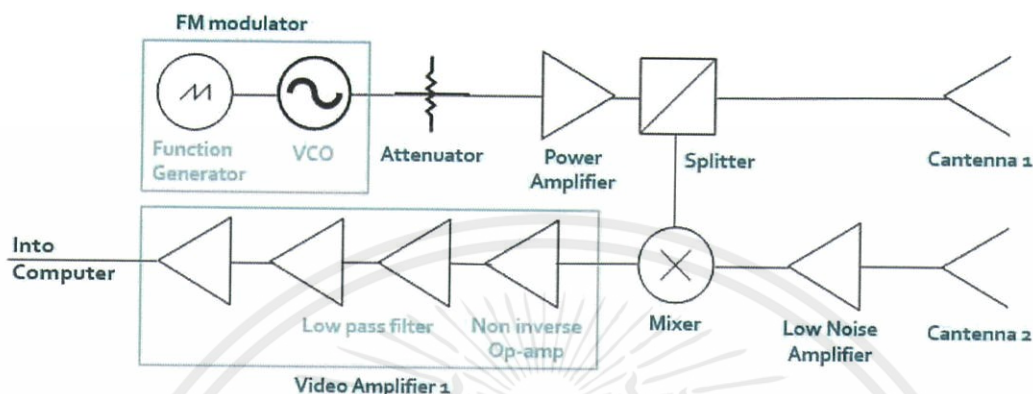 FM modulator
Function
Generator
VCO
Attenuator
Power
Amplifier
Splitter
Cantenna 1
Into
Computer
Low pass filter
Non inverse
Op-amp
Mixer
Low Noise
Amplifier
Cantenna 2
Video Amplifier 1